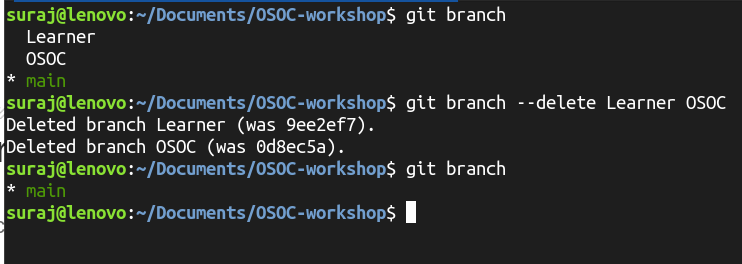 suraj@lenovo:~/Documents/OSOC-workshop$ git branch
  Learner
  OSOC
* main
suraj@lenovo:~/Documents/OSOC-workshop$ git branch --delete Learner OSOC
Deleted branch Learner (was 9ee2ef7).
Deleted branch OSOC (was 0d8ec5a).
suraj@lenovo:~/Documents/OSOC-workshop$ git branch
* main
suraj@lenovo:~/Documents/OSOC-workshop$